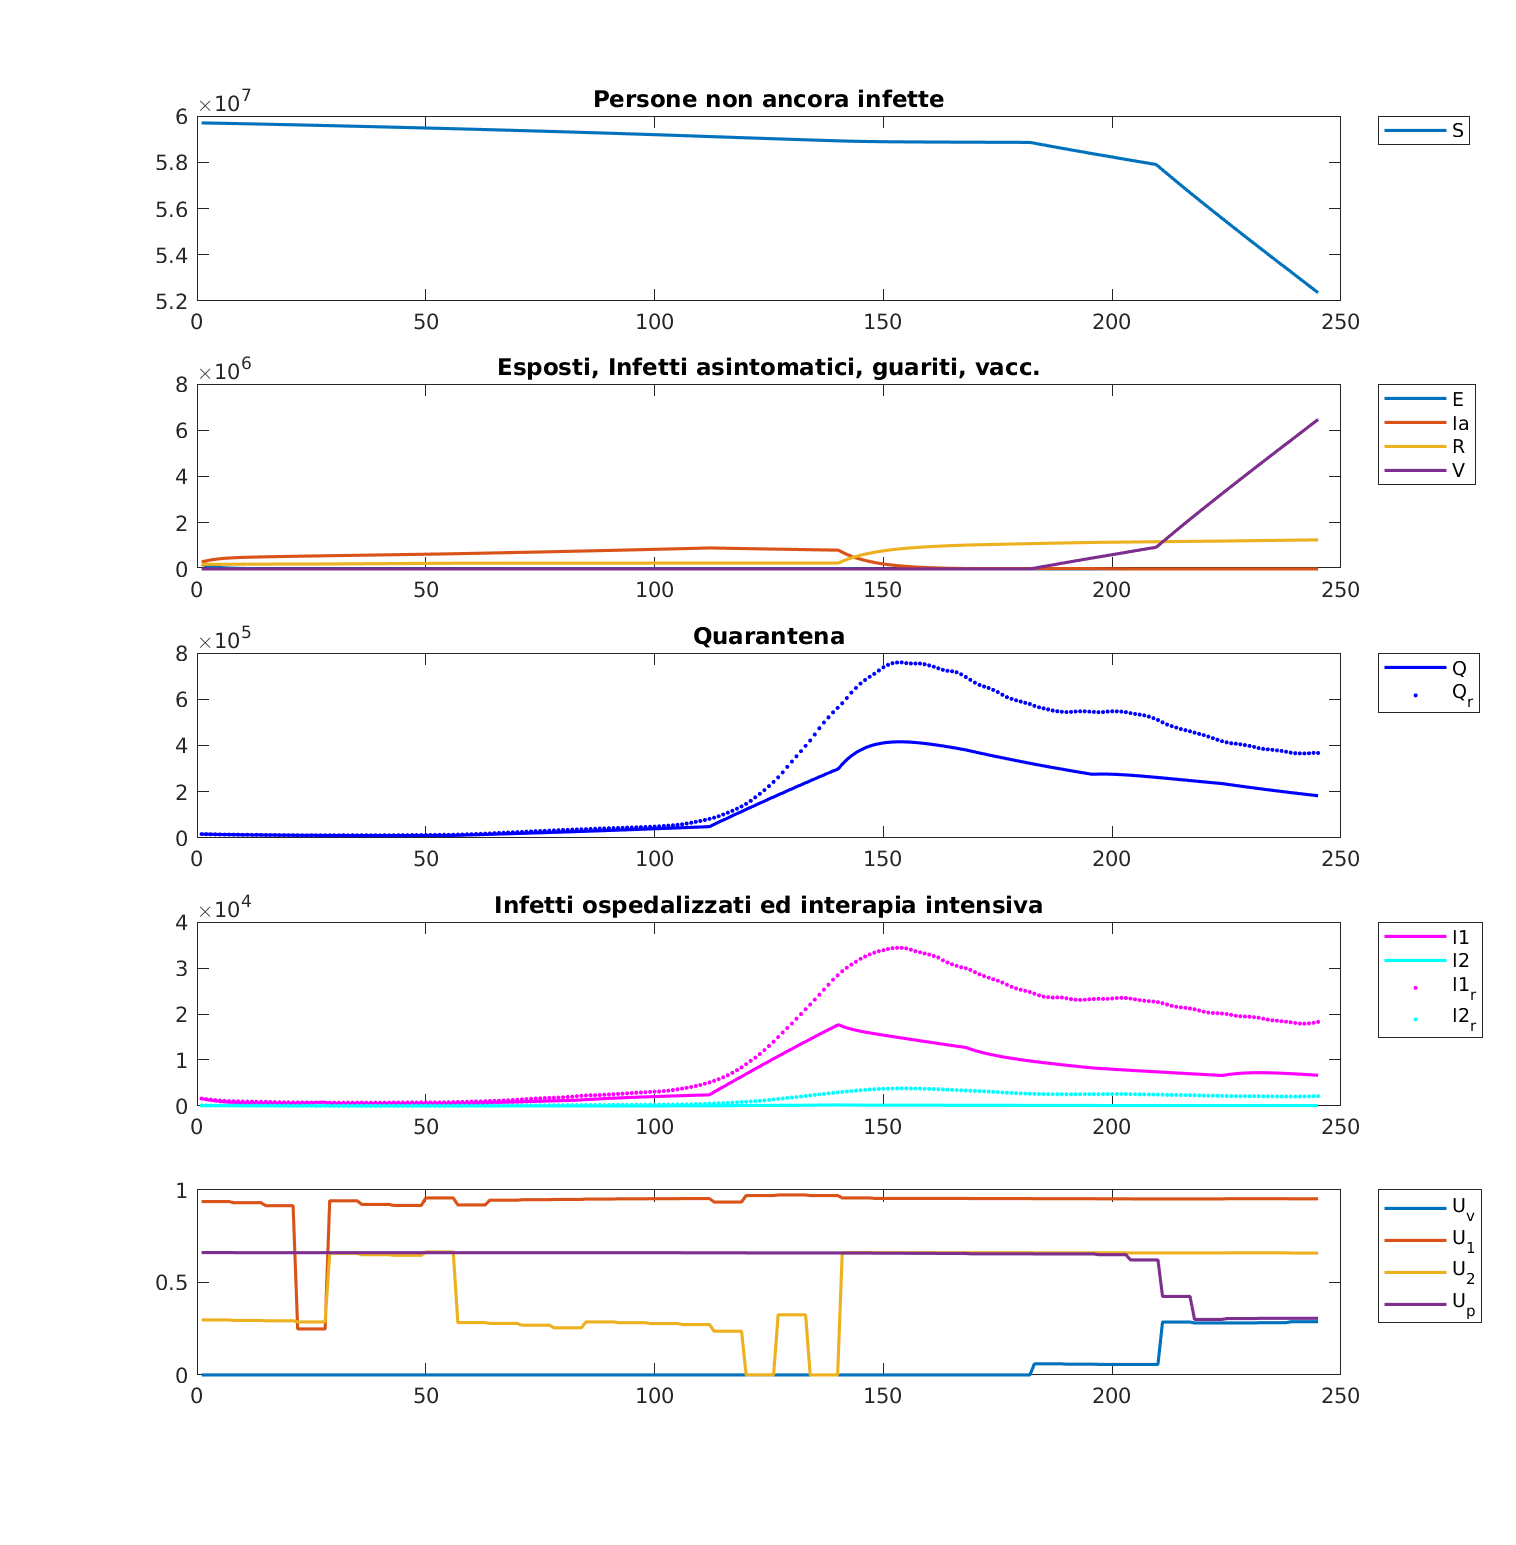 Persone non ancora infette
×10^7
6
5.8
5.6
5.4
5.2
0 50 100 150 200 250
S
Esposti, Infetti asintomatici, guariti, vacc.
×10^6
8
6
4
2
0
0 50 100 150 200 250
E
Ia
R
V
Quarantena
×10^5
8
6
4
2
0
0 50 100 150 200 250
Q
Q_r
Infetti ospedalizzati ed interapia intensiva
×10^4
4
3
2
1
0
0 50 100 150 200 250
I1
I2
I1_r
I2_r
1
0.5
0
0 50 100 150 200 250
U_v
U_1
U_2
U_p